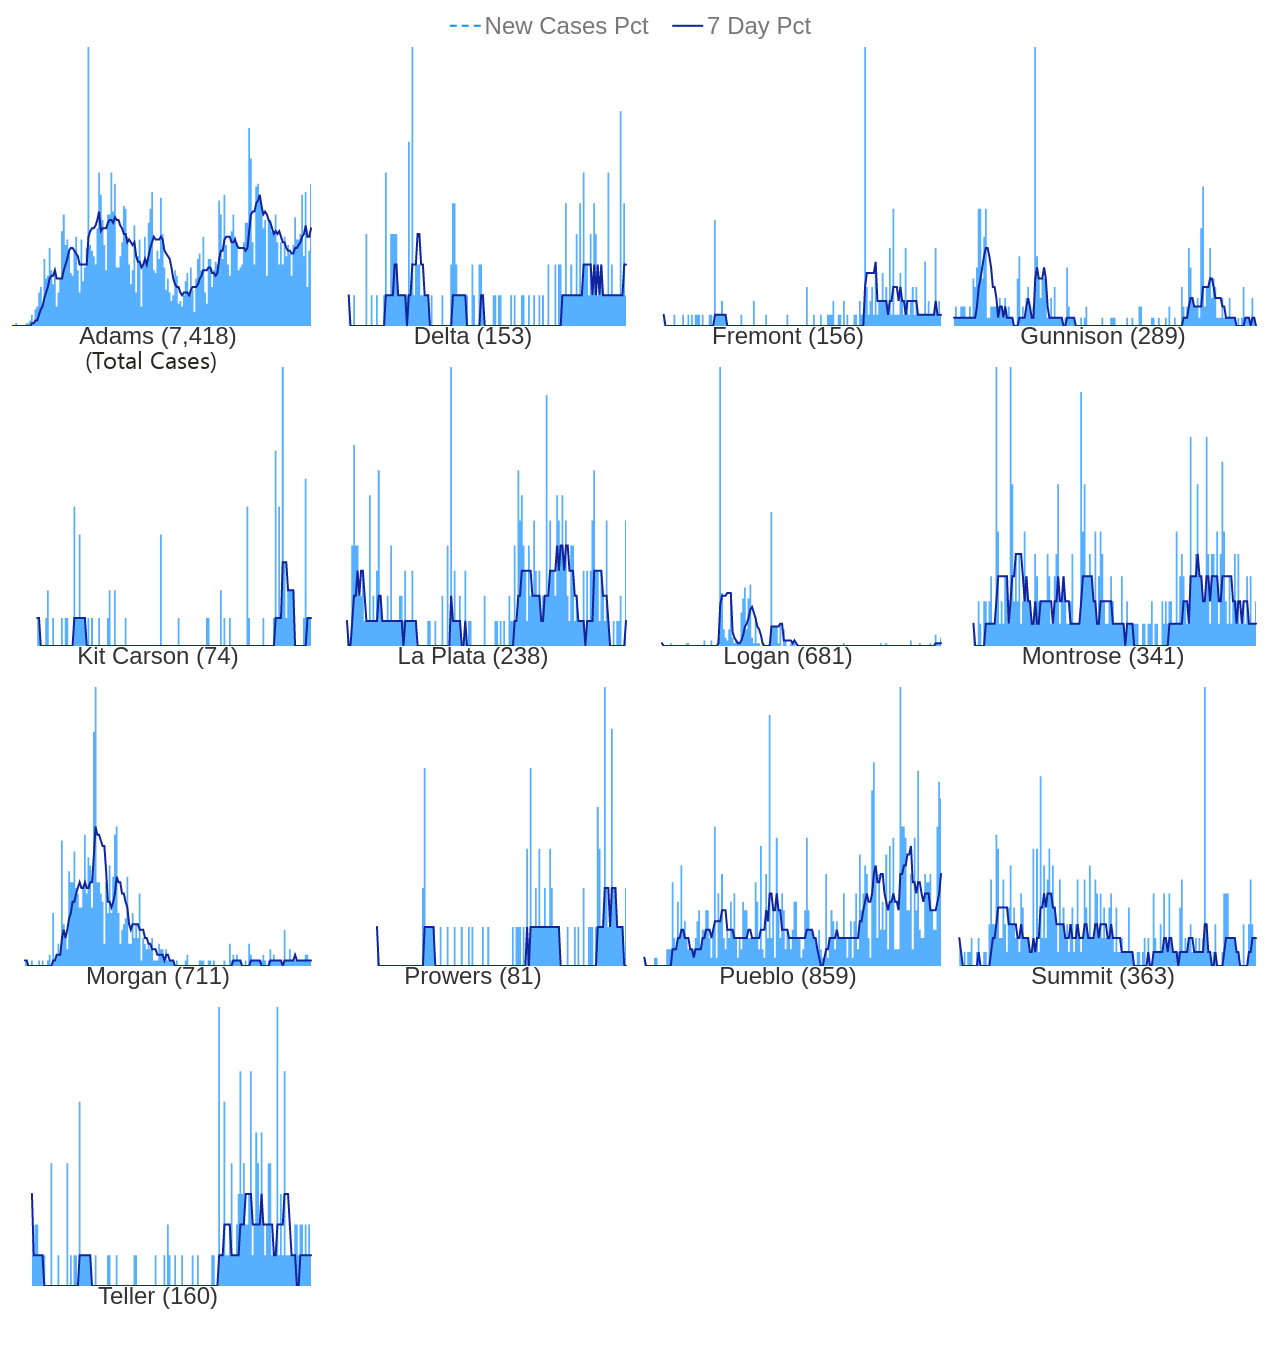 New Cases Pct 7 Day Pct
Adams (7,418) Delta (153) Fremont (156) Gunnison (289)
(Total Cases)
Kit Carson (74) La Plata (238) Logan (681) Montrose (341)
Morgan (711) Prowers (81) Pueblo (859) Summit (363)
Teller (160)